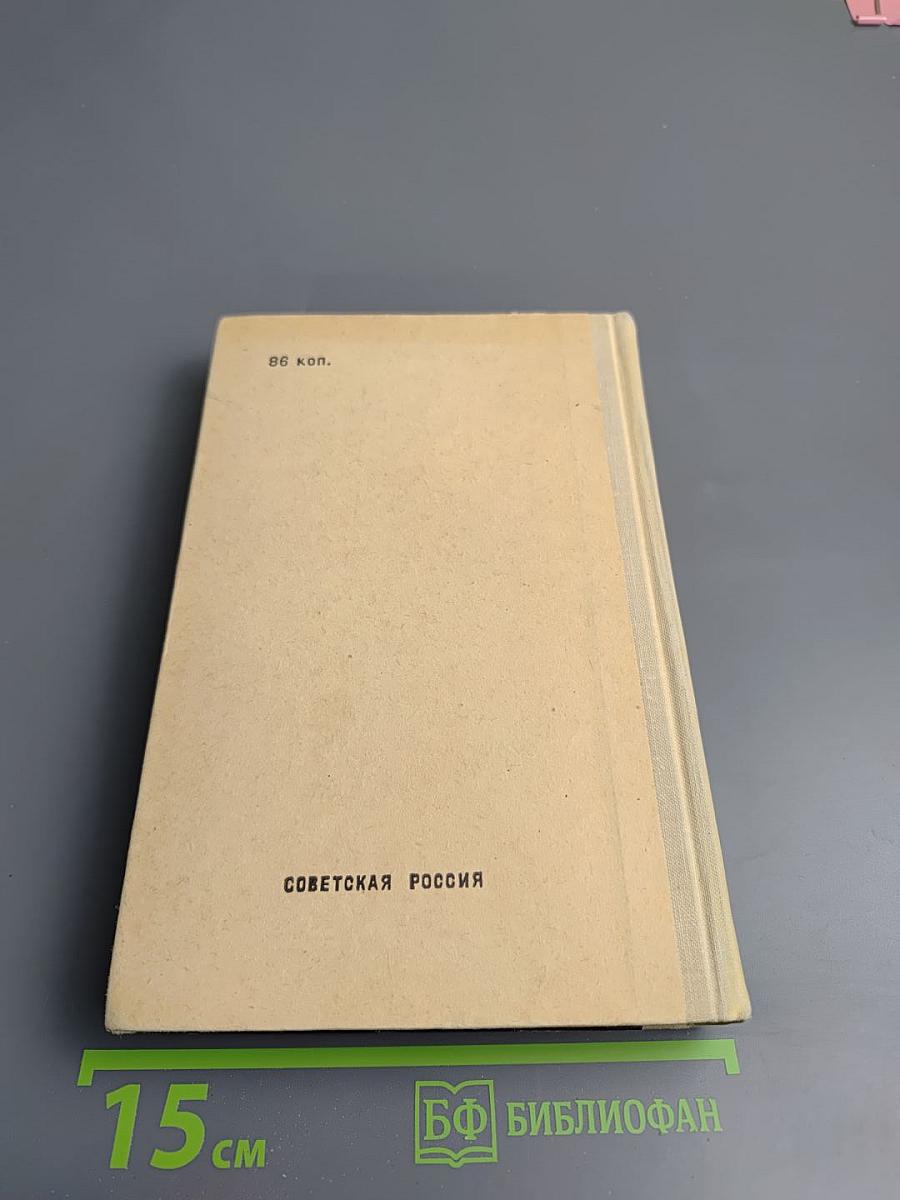 86 коп.
СОВЕТСКАЯ РОССИЯ
15 см
БФ БИБЛИОФАН